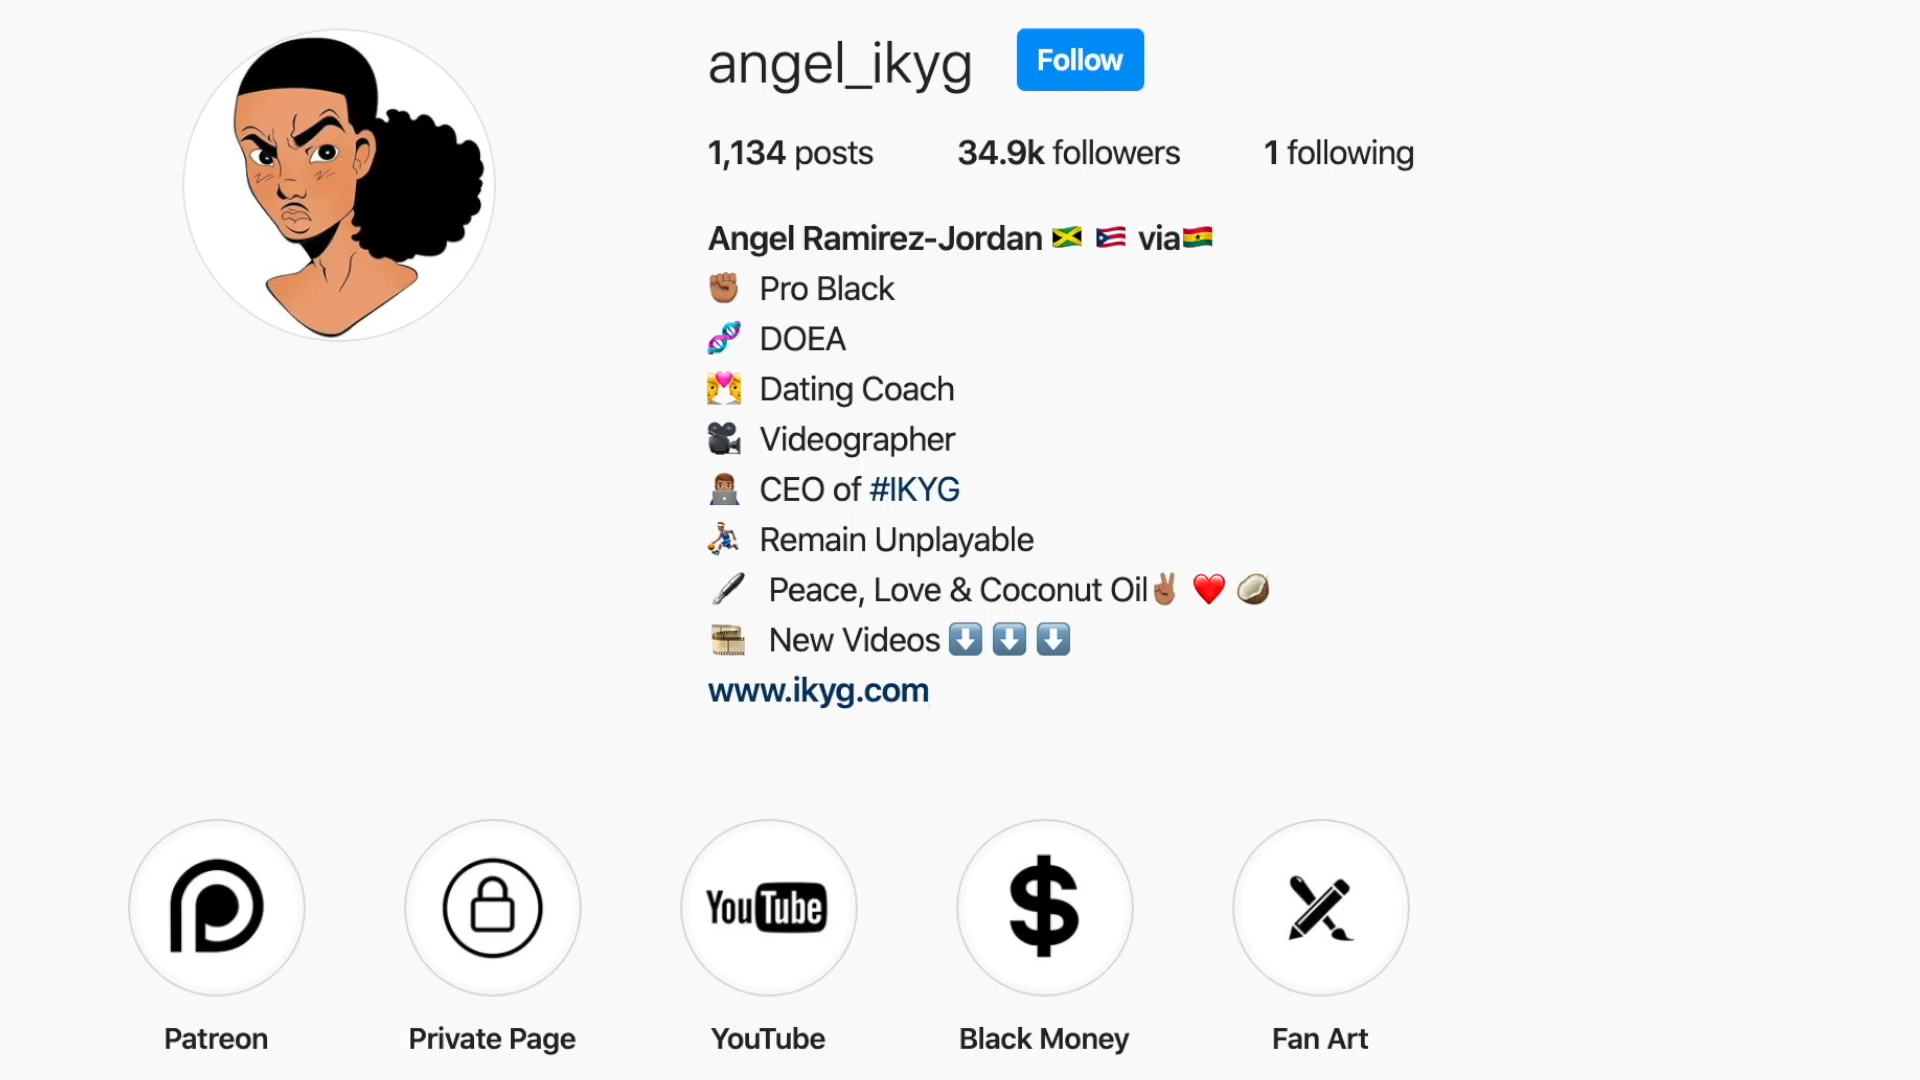 angel_ikyg Follow
1,134 posts 34.9k followers 1 following
Angel Ramirez-Jordan 🇯🇲 🇵🇷 via🇬🇭
✊🏾 Pro Black
🧬 DOEA
💑 Dating Coach
🎥 Videographer
👨🏾‍💻 CEO of #IKYG
⛹🏾‍♂️ Remain Unplayable
🖋 Peace, Love & Coconut Oil✌🏾 ❤️ 🥥
🎞 New Videos ⬇️ ⬇️ ⬇️
www.ikyg.com
You Tube
$
Patreon Private Page YouTube Black Money Fan Art